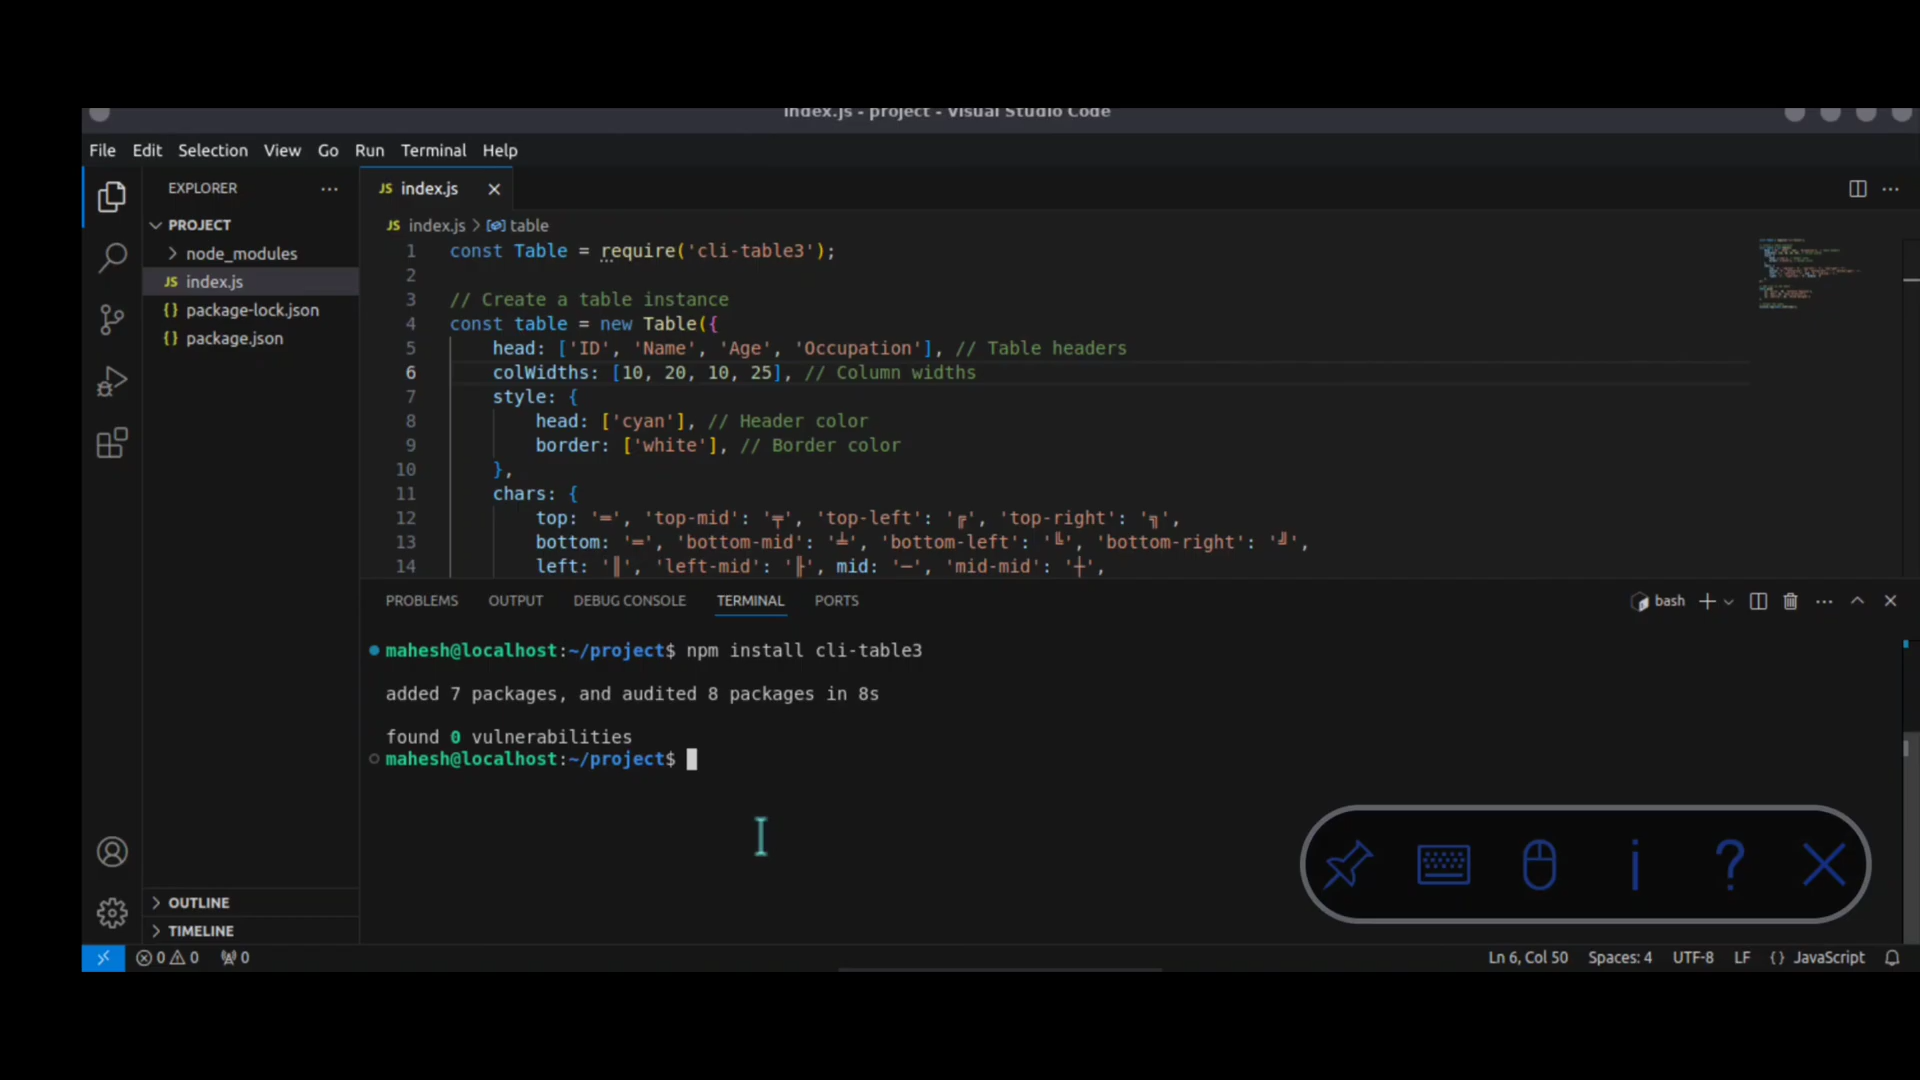 index.js - project - Visual Studio Code
File Edit Selection View Go Run Terminal Help
EXPLORER ···
PROJECT
node_modules
JS index.js
{} package-lock.json
{} package.json
OUTLINE
TIMELINE
JS index.js
JS index.js > table
1 const Table = require('cli-table3');
2
3 // Create a table instance
4 const table = new Table({
5 head: ['ID', 'Name', 'Age', 'Occupation'], // Table headers
6 colWidths: [10, 20, 10, 25], // Column widths
7 style: {
8 head: ['cyan'], // Header color
9 border: ['white'], // Border color
10 },
11 chars: {
12 top: '═', 'top-mid': '╤', 'top-left': '╔', 'top-right': '╗',
13 bottom: '═', 'bottom-mid': '╧', 'bottom-left': '╚', 'bottom-right': '╝',
14 left: '║', 'left-mid': '╟', mid: '─', 'mid-mid': '┼',
PROBLEMS OUTPUT DEBUG CONSOLE TERMINAL PORTS
bash
mahesh@localhost:~/project$ npm install cli-table3
added 7 packages, and audited 8 packages in 8s
found 0 vulnerabilities
mahesh@localhost:~/project$
i ?
0 0 0
Ln 6, Col 50 Spaces: 4 UTF-8 LF {} JavaScript